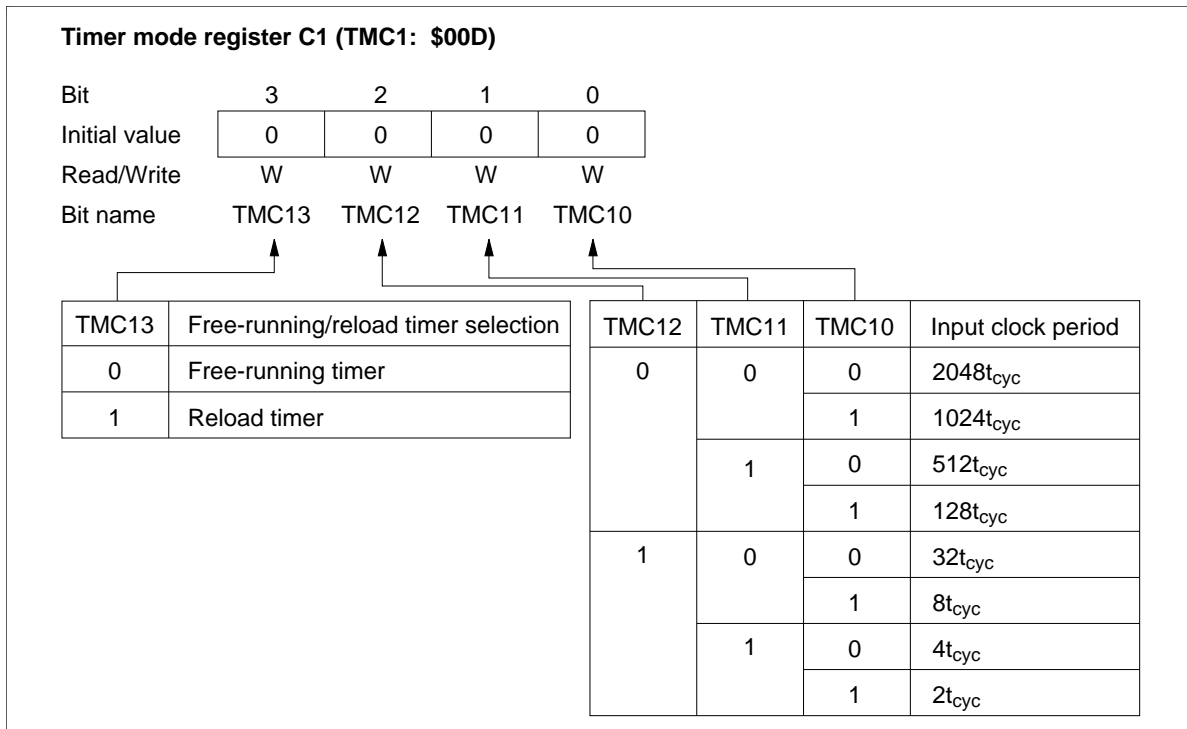 Timer mode register C1 (TMC1: $00D)
Bit 3 2 1 0
Initial value 0 0 0 0
Read/Write W W W W
Bit name TMC13 TMC12 TMC11 TMC10
TMC13 Free-running/reload timer selection
0 Free-running timer
1 Reload timer
TMC12 TMC11 TMC10 Input clock period
0 0 0 2048tcyc
1 1024tcyc
1 0 512tcyc
1 128tcyc
1 0 0 32tcyc
1 8tcyc
1 0 4tcyc
1 2tcyc